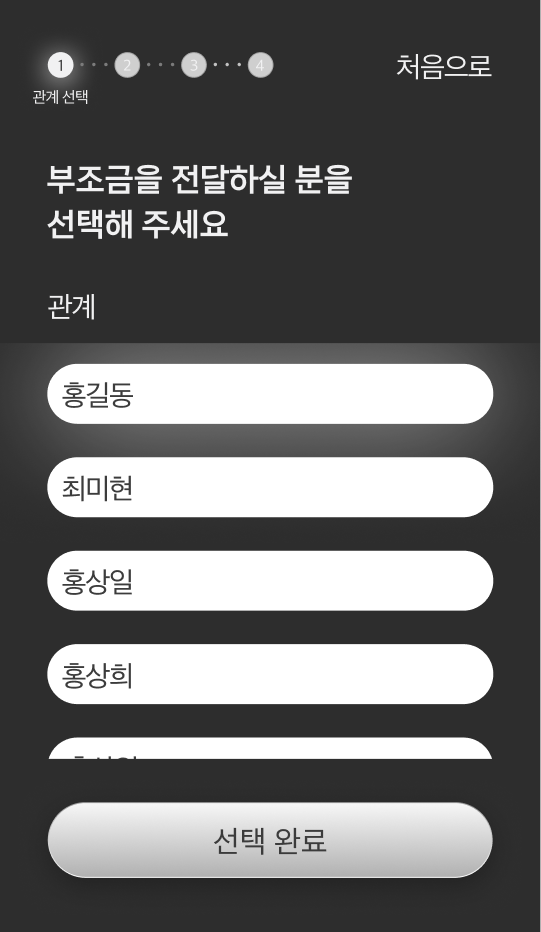 1 2 3 4
처음으로
관계 선택
부조금을 전달하실 분을
선택해 주세요
관계
홍길동
최미현
홍상일
홍상희
선택 완료